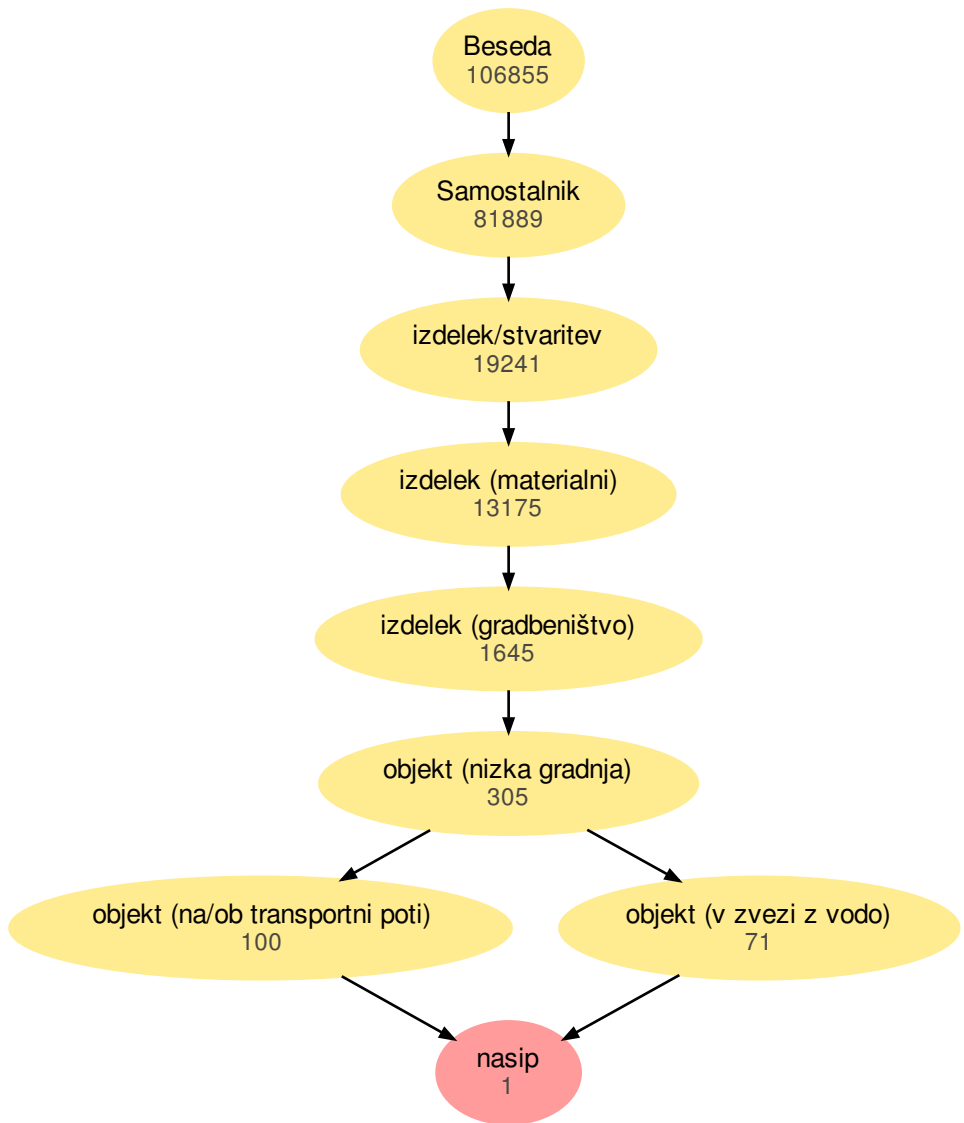 Beseda
106855
Samostalnik
81889
izdelek/stvaritev
19241
izdelek (materialni)
13175
izdelek (gradbeništvo)
1645
objekt (nizka gradnja)
305
objekt (na/ob transportni poti)
100
objekt (v zvezi z vodo)
71
nasip
1